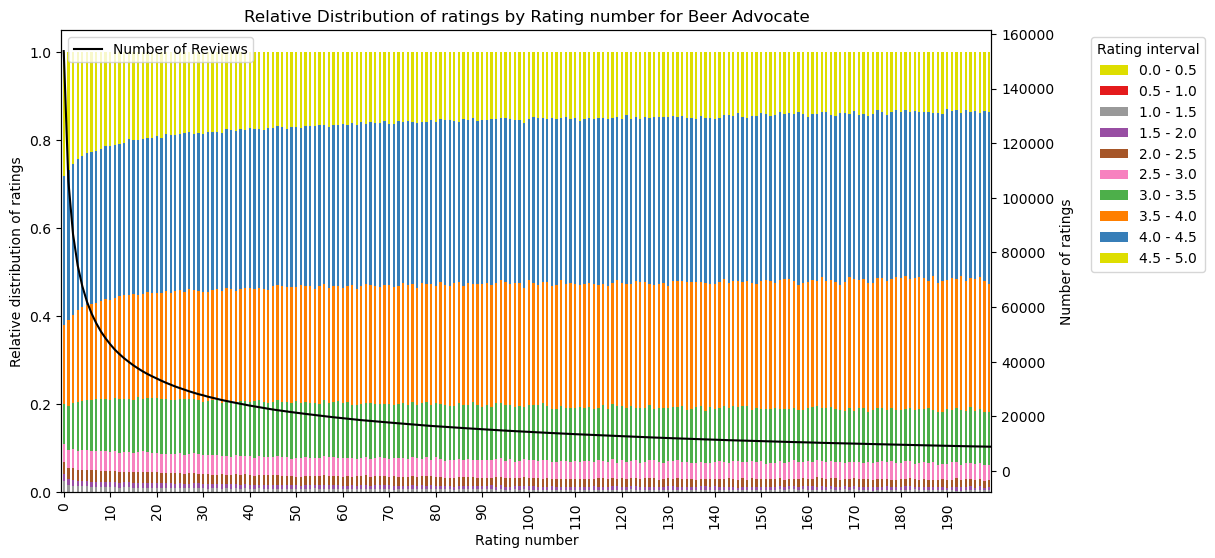 Relative Distribution of ratings by Rating number for Beer Advocate
Number of Reviews
Relative distribution of ratings
1.0
0.8
0.6
0.4
0.2
0.0
0 10 20 30 40 50 60 70 80 90 100 110 120 130 140 150 160 170 180 190
Rating number
160000
140000
120000
100000
80000
60000
40000
20000
0
Number of ratings
Rating interval
0.0 - 0.5
0.5 - 1.0
1.0 - 1.5
1.5 - 2.0
2.0 - 2.5
2.5 - 3.0
3.0 - 3.5
3.5 - 4.0
4.0 - 4.5
4.5 - 5.0